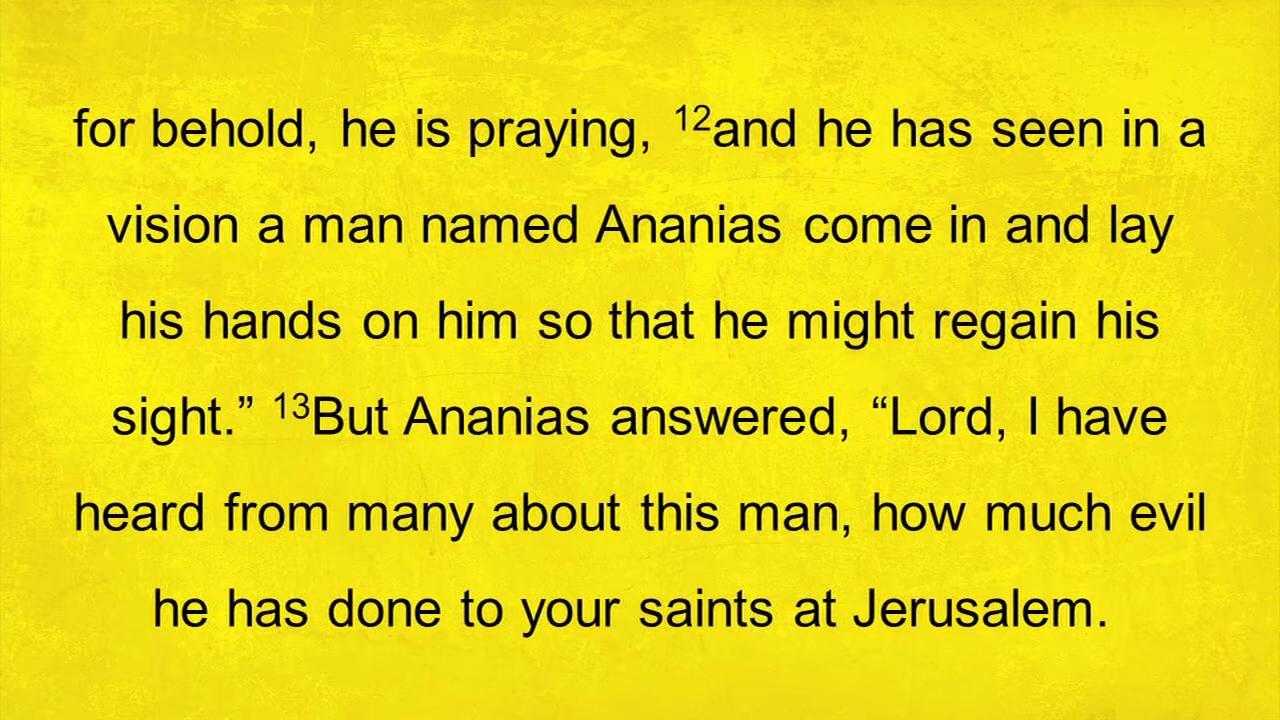 for behold, he is praying, ¹²and he has seen in a
vision a man named Ananias come in and lay
his hands on him so that he might regain his
sight.” ¹³But Ananias answered, “Lord, I have
heard from many about this man, how much evil
he has done to your saints at Jerusalem.